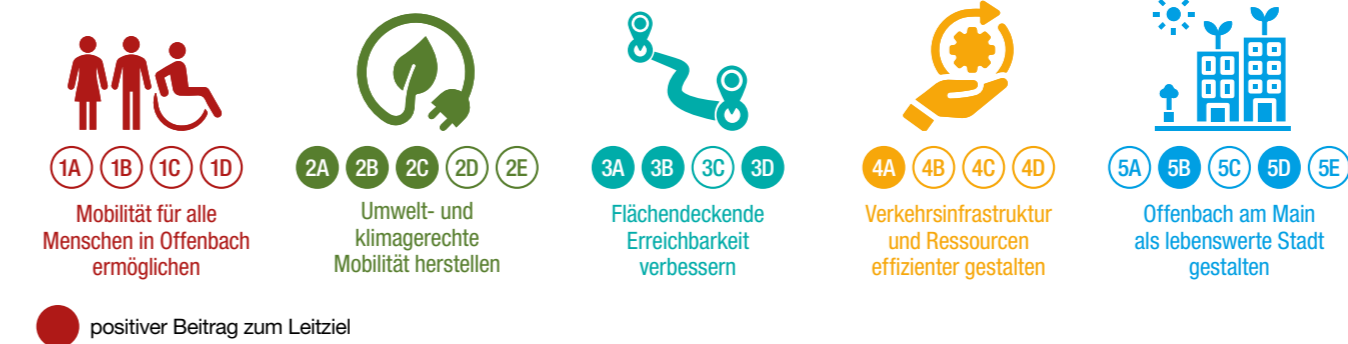 1A 1B 1C 1D
Mobilität für alle
Menschen in Offenbach
ermöglichen
2A 2B 2C 2D 2E
Umwelt- und
klimagerechte
Mobilität herstellen
3A 3B 3C 3D
Flächendeckende
Erreichbarkeit
verbessern
4A 4B 4C 4D
Verkehrsinfrastruktur
und Ressourcen
effizienter gestalten
5A 5B 5C 5D 5E
Offenbach am Main
als lebenswerte Stadt
gestalten
positiver Beitrag zum Leitziel